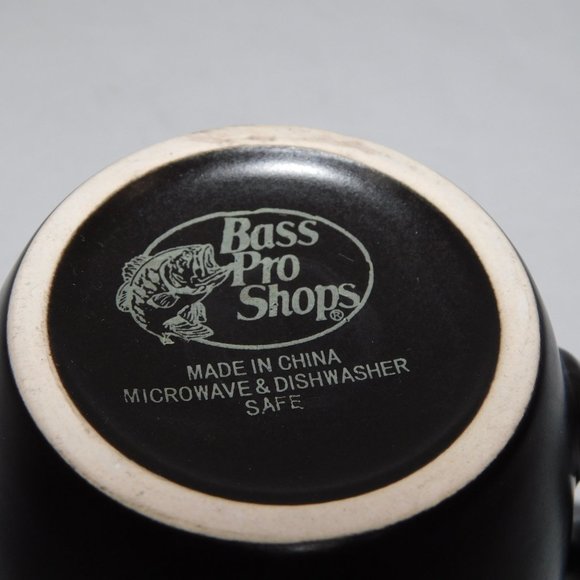 Bass
Pro
Shops®
MADE IN CHINA
MICROWAVE & DISHWASHER
SAFE